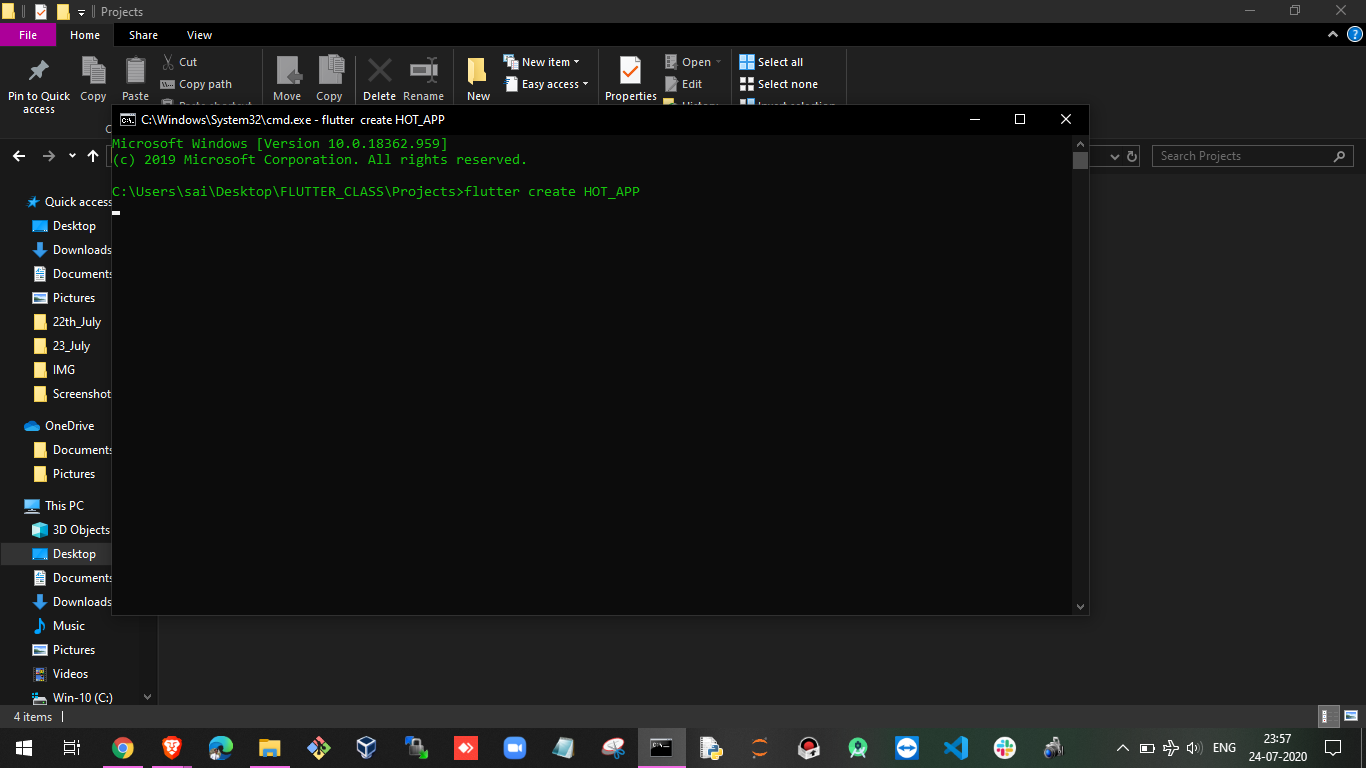 Projects
File Home Share View
Pin to Quick access
Copy
Paste
Cut
Copy path
Move
Copy
Delete
Rename
New
New item
Easy access
Properties
Open
Edit
Select all
Select none
C:\Windows\System32\cmd.exe - flutter create HOT_APP
Microsoft Windows [Version 10.0.18362.959]
(c) 2019 Microsoft Corporation. All rights reserved.
C:\Users\sai\Desktop\FLUTTER_CLASS\Projects>flutter create HOT_APP
Search Projects
Quick access
Desktop
Downloads
Documents
Pictures
22th_July
23_July
IMG
Screenshot
OneDrive
Documents
Pictures
This PC
3D Objects
Desktop
Documents
Downloads
Music
Pictures
Videos
Win-10 (C:)
4 items
ENG
23:57
24-07-2020